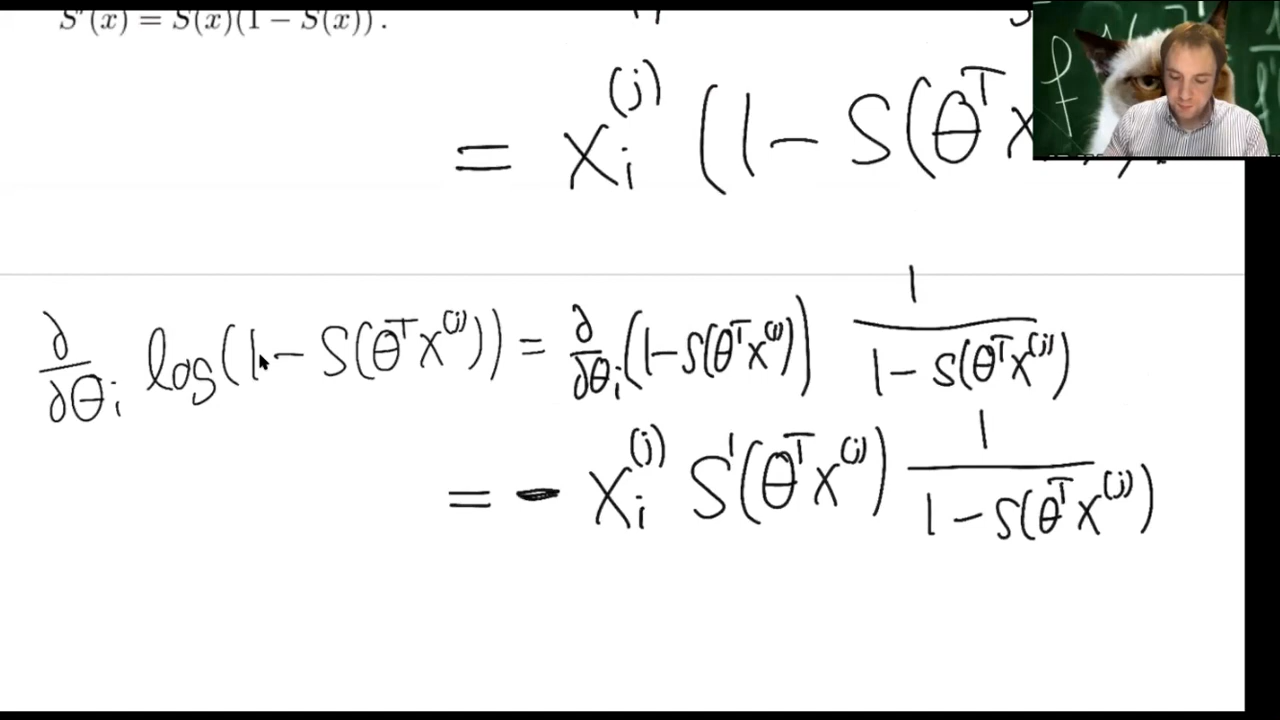 S'(x) = S(x)(1 − S(x)) .
= x_i^{(j)} (1 − S(θ^T x
∂/∂θ_i log(1 − S(θ^T x^{(j)})) = ∂/∂θ_i (1 − S(θ^T x^{(j)})) 1/(1 − S(θ^T x^{(j)})
= − x_i^{(j)} S'(θ^T x^{(j)}) 1/(1 − S(θ^T x^{(j)})